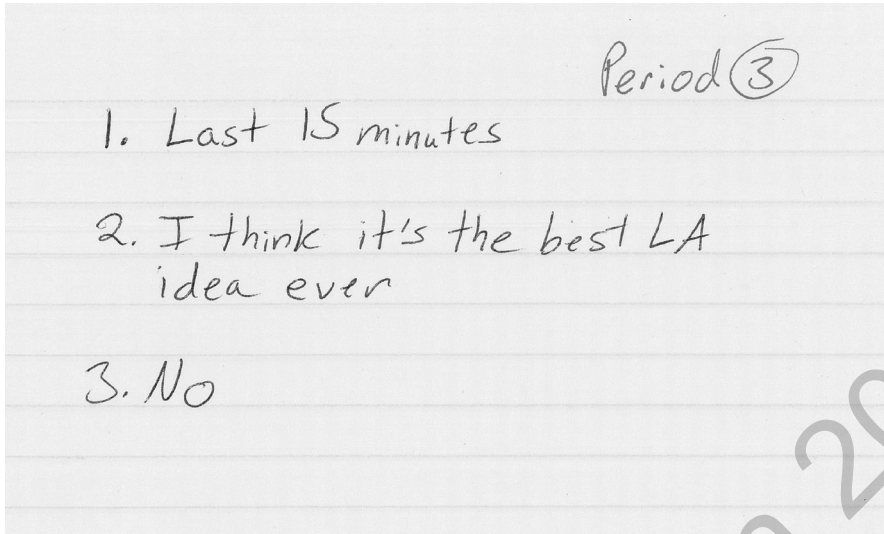 Period 3
1. Last 15 minutes
2. I think it's the best LA
idea ever
3. No